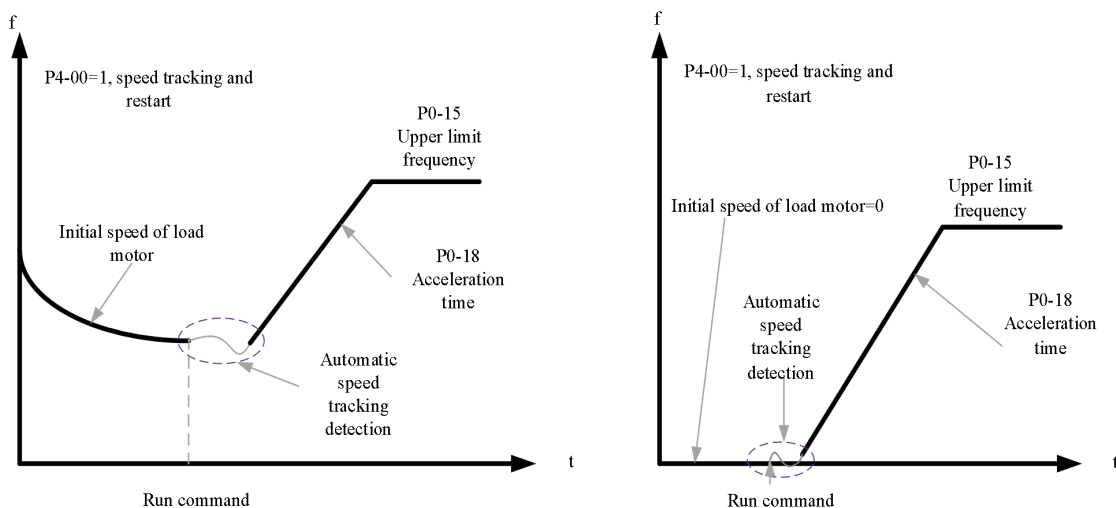 f
P4-00=1, speed tracking and
restart
P0-15
Upper limit
frequency
Initial speed of load
motor
P0-18
Acceleration
time
Automatic
speed
tracking
detection
t
Run command
f
P4-00=1, speed tracking and
restart
P0-15
Upper limit
frequency
Initial speed of load motor=0
Automatic
speed
tracking
detection
P0-18
Acceleration
time
t
Run command